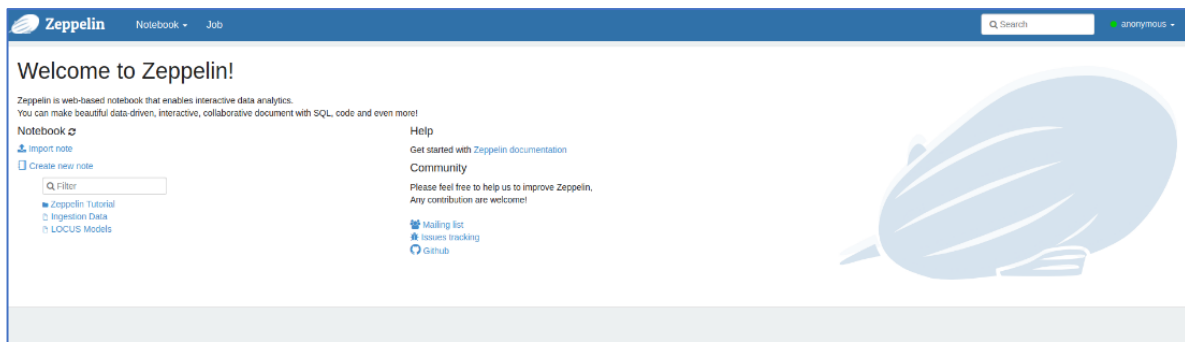 Zeppelin
Notebook
Job
Search
anonymous
Welcome to Zeppelin!
Zeppelin is web-based notebook that enables interactive data analytics.
You can make beautiful data-driven, interactive, collaborative document with SQL, code and even more!
Notebook
Import note
Create new note
Filter
Zeppelin Tutorial
Ingestion Data
LOCUS Models
Help
Get started with Zeppelin documentation
Community
Please feel free to help us to improve Zeppelin,
Any contribution are welcome!
Mailing list
Issues tracking
Github